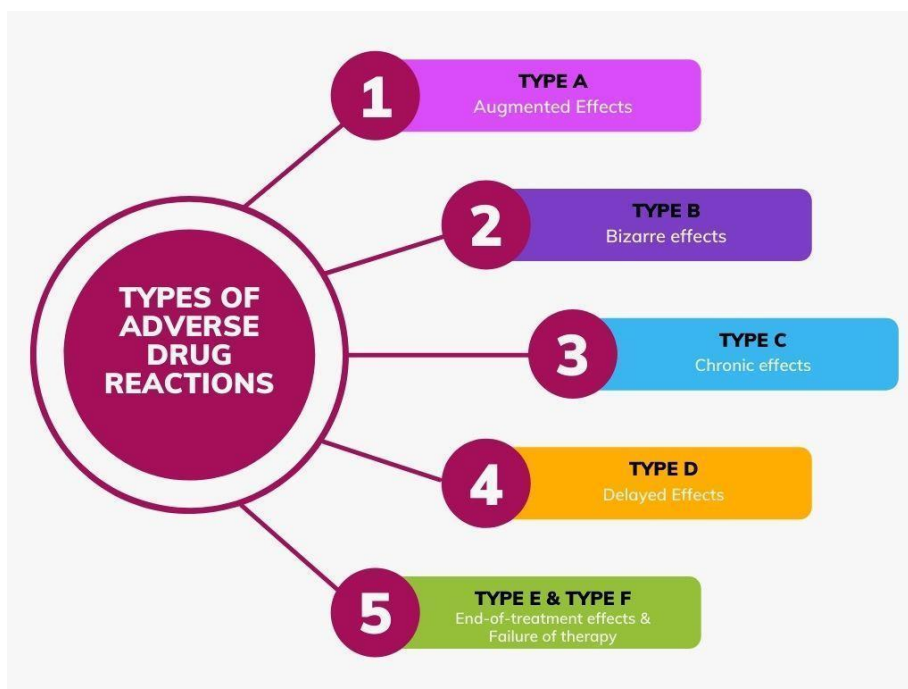 TYPES OF
ADVERSE
DRUG
REACTIONS
1
TYPE A
Augmented Effects
2
TYPE B
Bizarre effects
3
TYPE C
Chronic effects
4
TYPE D
Delayed Effects
5
TYPE E & TYPE F
End-of-treatment effects &
Failure of therapy